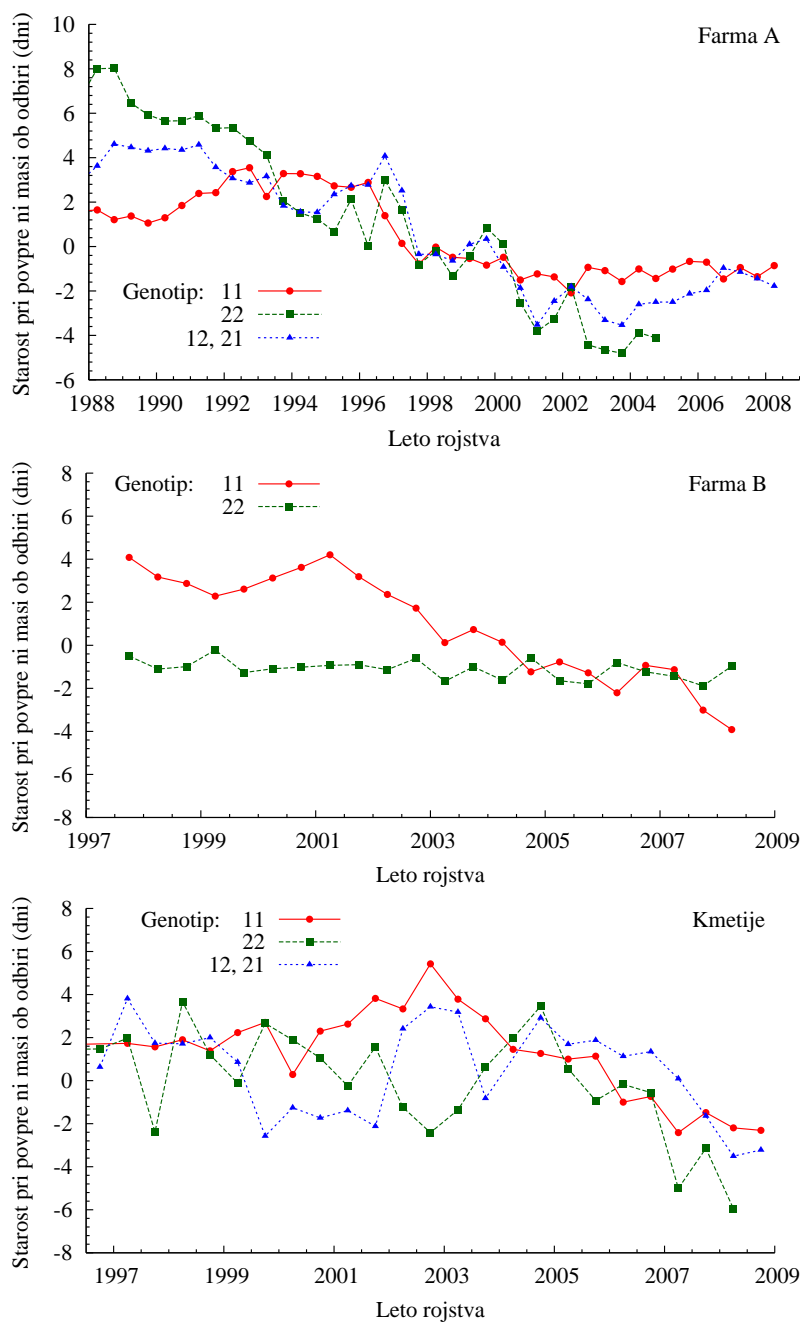 10
8
6
4
2
0
-2
-4
-6
Farma A
Genotip: 11
22
12, 21
1988 1990 1992 1994 1996 1998 2000 2002 2004 2006 2008
Leto rojstva
Starost pri povpre ni masi ob odbiri (dni)
8
6
4
2
0
-2
-4
-6
-8
Genotip: 11
22
Farma B
1997 1999 2001 2003 2005 2007 2009
Leto rojstva
Starost pri povpre ni masi ob odbiri (dni)
8
6
4
2
0
-2
-4
-6
-8
Genotip: 11
22
12, 21
Kmetije
1997 1999 2001 2003 2005 2007 2009
Leto rojstva
Starost pri povpre ni masi ob odbiri (dni)